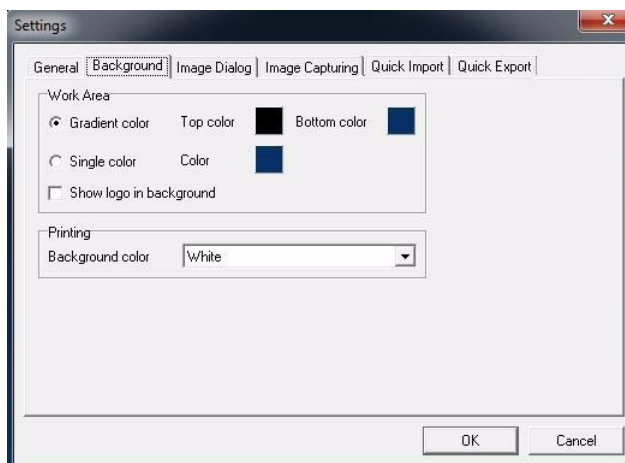 Settings
General Background Image Dialog Image Capturing Quick Import Quick Export
Work Area
Gradient color Top color Bottom color
Single color Color
Show logo in background
Printing
Background color White
OK Cancel